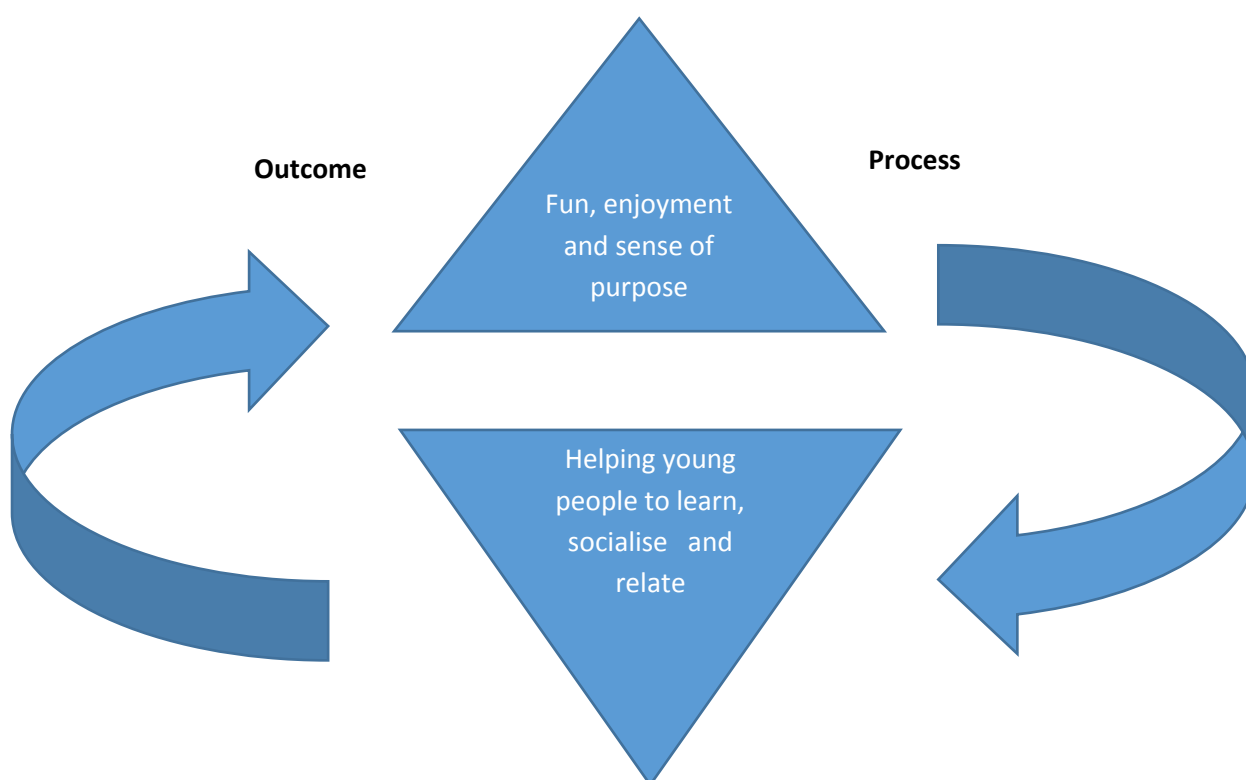 Outcome
Process
Fun, enjoyment
and sense of
purpose
Helping young
people to learn,
socialise   and
relate